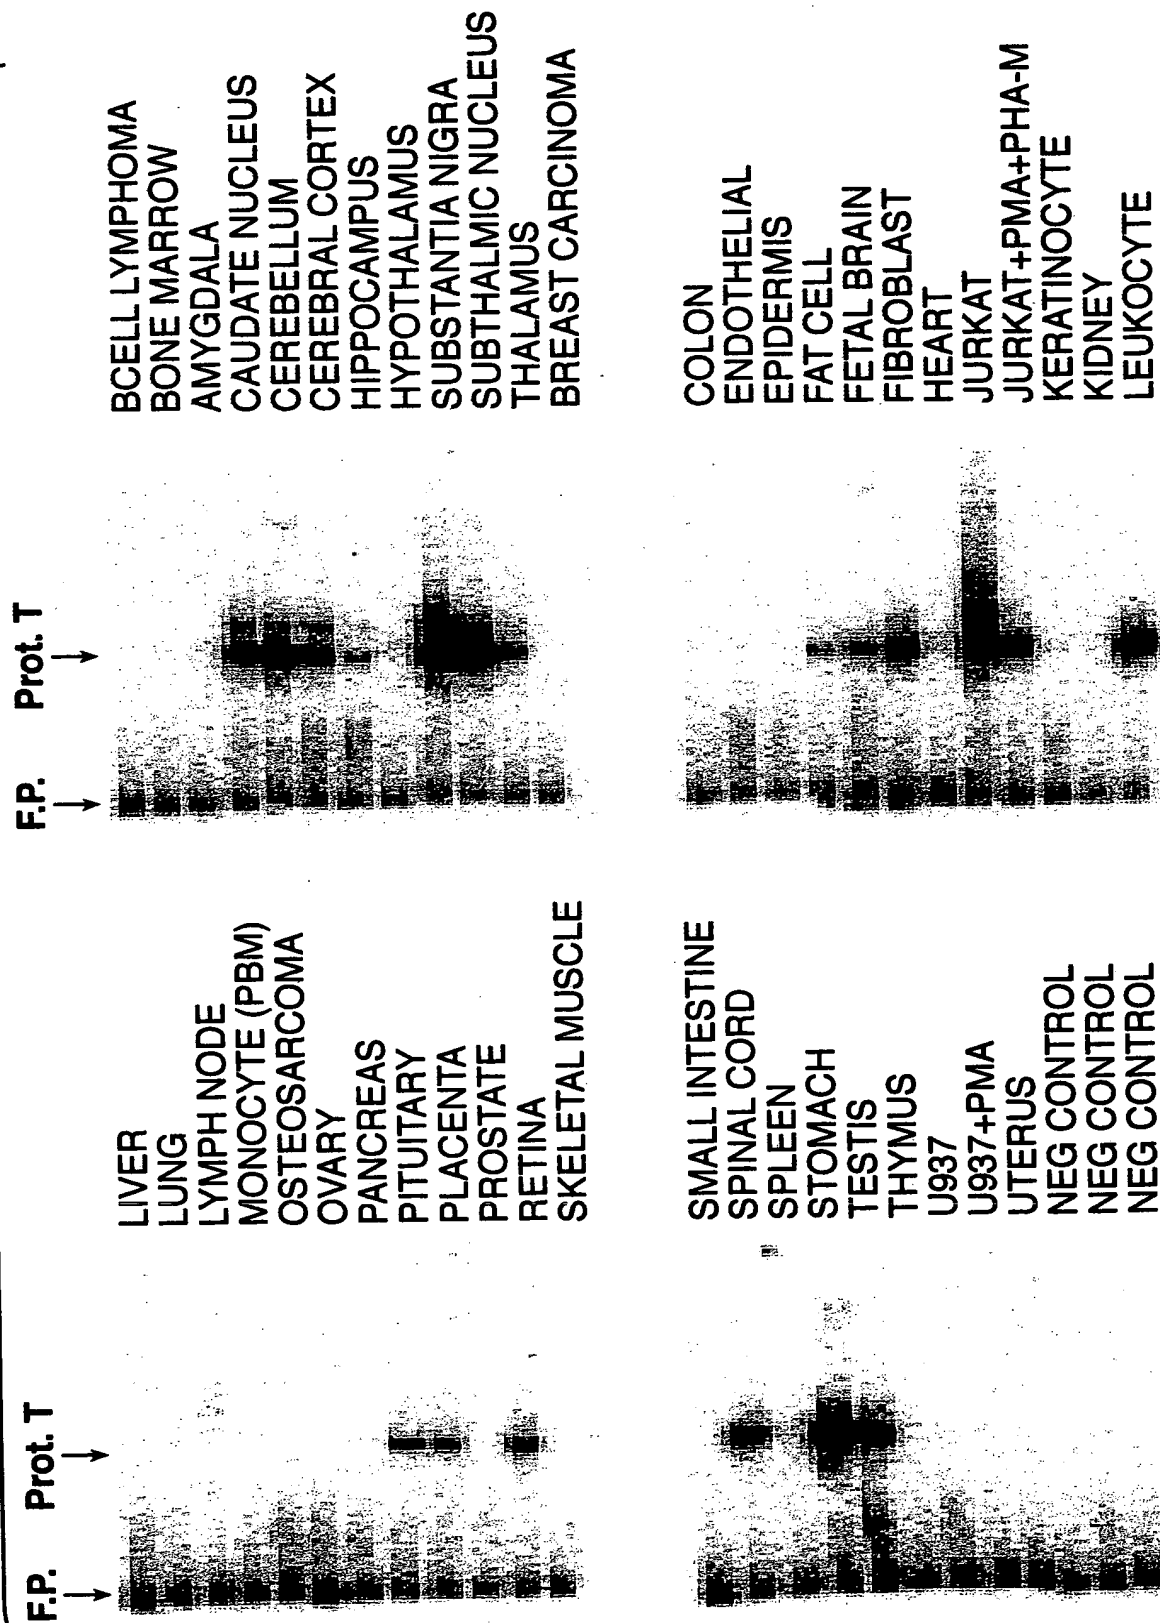 F.P.
Prot. T
BCELL LYMPHOMA
BONE MARROW
AMYGDALA
CAUDATE NUCLEUS
CEREBELLUM
CEREBRAL CORTEX
HIPPOCAMPUS
HYPOTHALAMUS
SUBSTANTIA NIGRA
SUBTHALMIC NUCLEUS
THALAMUS
BREAST CARCINOMA
COLON
ENDOTHELIAL
EPIDERMIS
FAT CELL
FETAL BRAIN
FIBROBLAST
HEART
JURKAT
JURKAT+PMA+PHA-M
KERATINOCYTE
KIDNEY
LEUKOCYTE
F.P.
Prot. T
LIVER
LUNG
LYMPH NODE
MONOCYTE (PBM)
OSTEOSARCOMA
OVARY
PANCREAS
PITUITARY
PLACENTA
PROSTATE
RETINA
SKELETAL MUSCLE
SMALL INTESTINE
SPINAL CORD
SPLEEN
STOMACH
TESTIS
THYMUS
U937
U937+PMA
UTERUS
NEG CONTROL
NEG CONTROL
NEG CONTROL